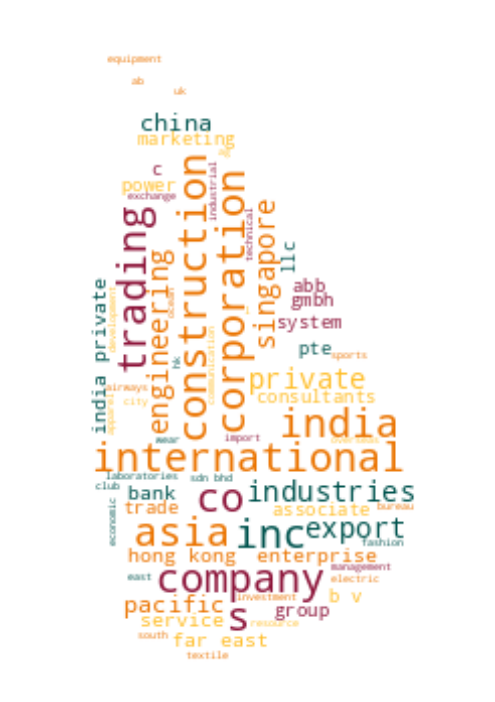 equipment
ab
uk
china
marketing
c
power
exchange
industrial
construction
corporation
trading
technical
singapore
llc
engineering
ocean
india private
development
abb
gmbh
system
hk
communication
pte
sports
airways
private
apparel
city
consultants
india
wear
import
overseas
international
laboratories
sdn bhd
club
bank
co
industries
trade
associate
bureau
economic
asia
inc
export
fashion
hong kong
enterprise
management
east
company
electric
investment
b v
pacific
s
group
service
resource
south
far east
textile